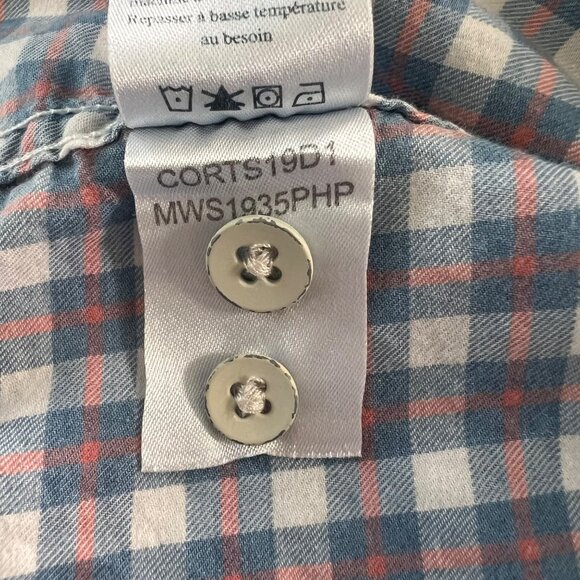 Repasser à basse température
au besoin
CORTS19D1
MWS1935PHP